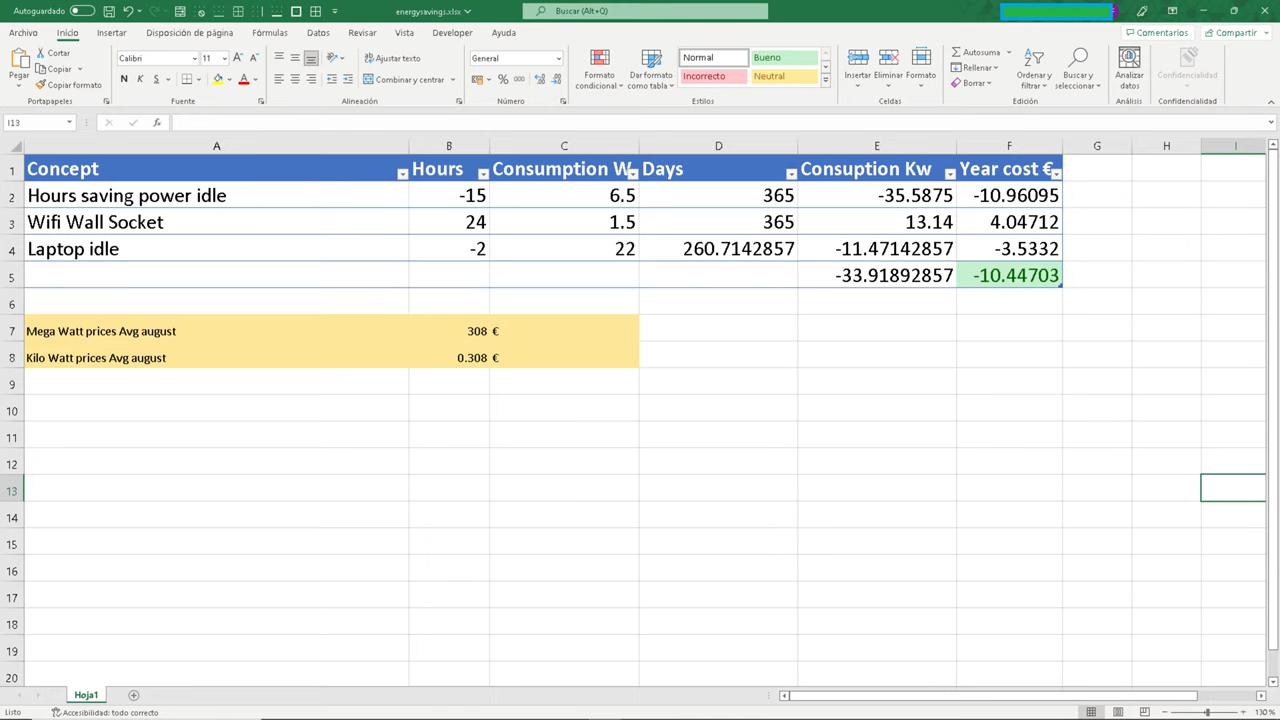 Autoguardado energysavings.xlsx Buscar (Alt+Q)
Archivo Inicio Insertar Disposición de página Fórmulas Datos Revisar Vista Developer Ayuda Comentarios Compartir
Pegar Cortar Copiar Copiar formato Portapapeles
Calibri 11 N K S Fuente
Ajustar texto Combinar y centrar Alineación
General % 000 Número
Formato condicional Dar formato como tabla Normal Bueno Incorrecto Neutral Estilos
Insertar Eliminar Formato Celdas
Autosuma Rellenar Borrar Ordenar y filtrar Buscar y seleccionar Edición
Analizar datos Análisis
Confidencialidad Confidencialidad
I13 fx
A B C D E F G H I
1 Concept Hours Consumption W Days Consuption Kw Year cost €
2 Hours saving power idle -15 6.5 365 -35.5875 -10.96095
3 Wifi Wall Socket 24 1.5 365 13.14 4.04712
4 Laptop idle -2 22 260.7142857 -11.47142857 -3.5332
5 -33.91892857 -10.44703
6
7 Mega Watt prices Avg august 308 €
8 Kilo Watt prices Avg august 0.308 €
9
10
11
12
13
14
15
16
17
18
19
20
Hoja1
Listo Accesibilidad: todo correcto 130 %